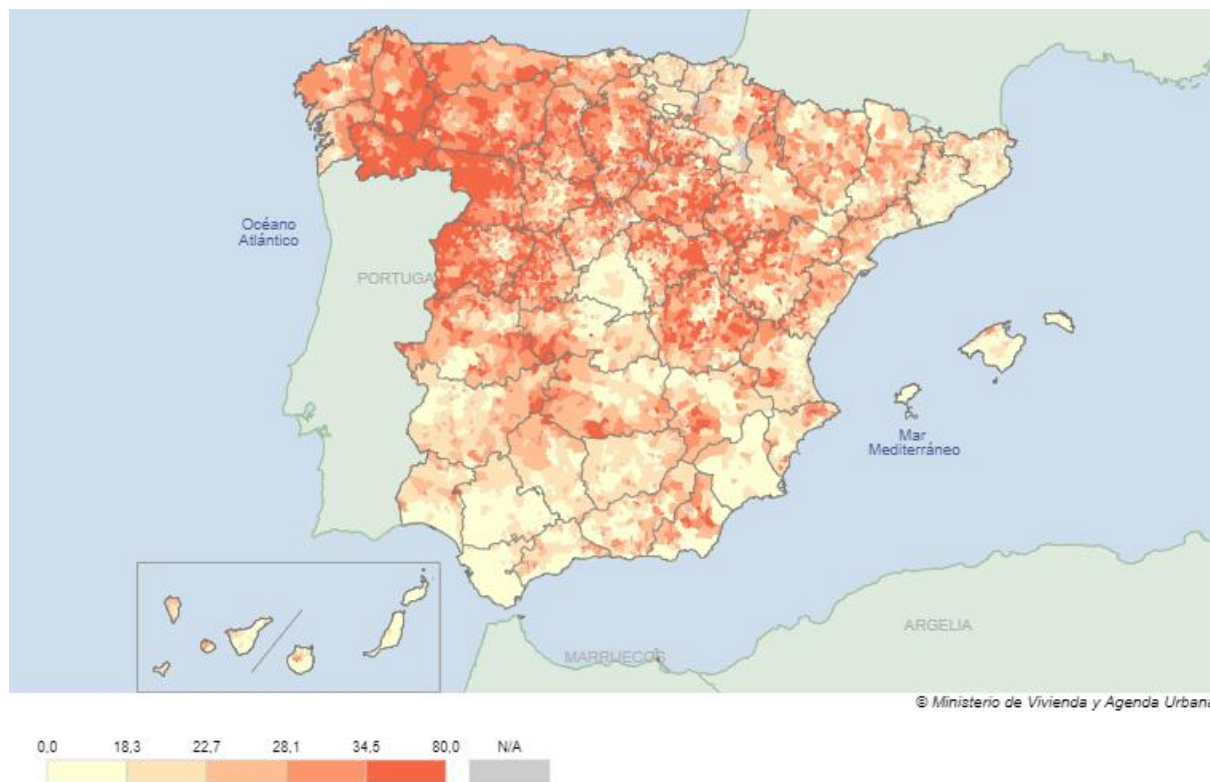 Océano
Atlántico
PORTUGA
Mar
Mediterráneo
ARGELIA
MARRUECOS
© Ministerio de Vivienda y Agenda Urbana
0,0 18,3 22,7 28,1 34,5 80,0 N/A